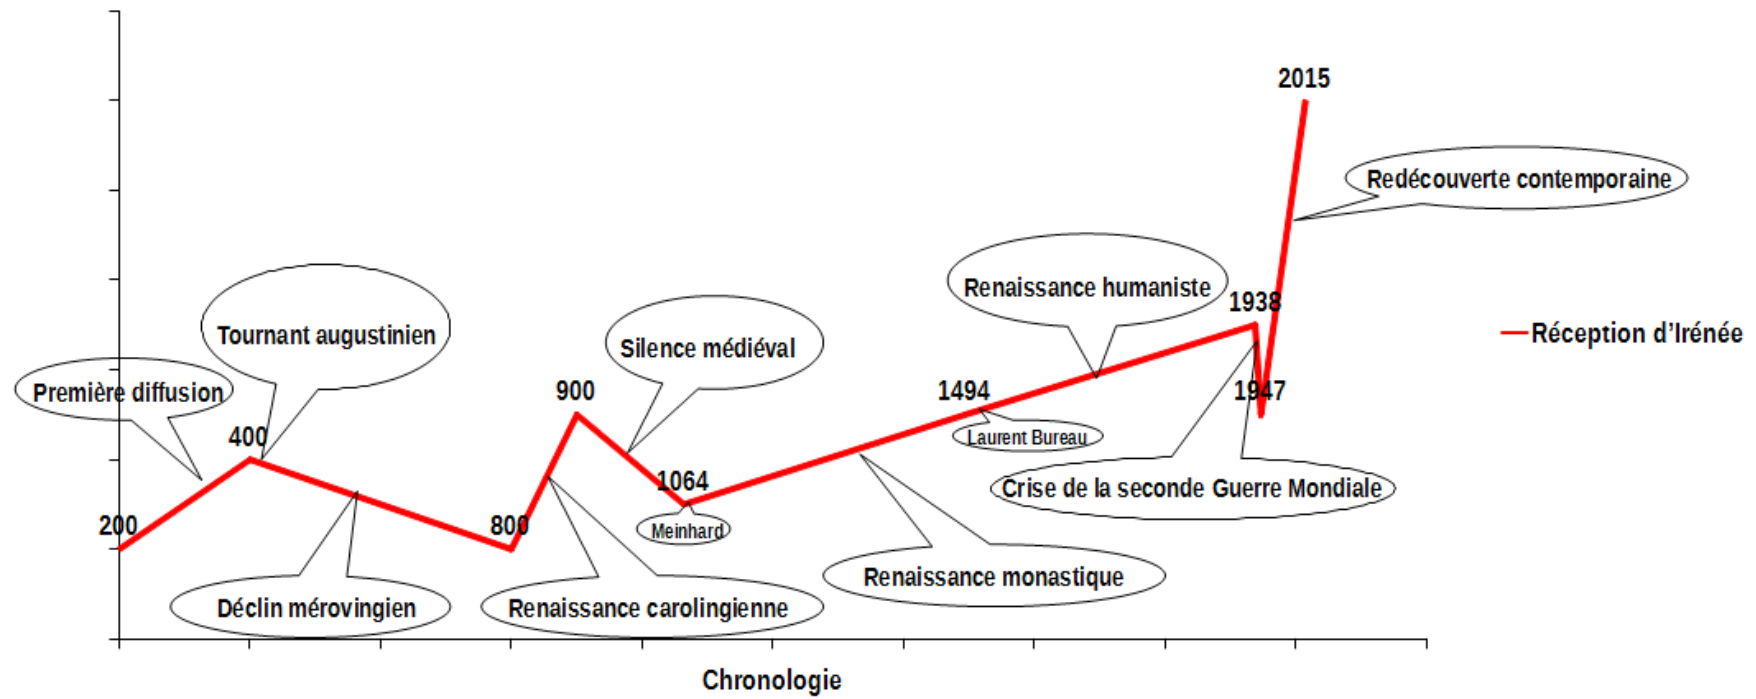 2015
Redécouverte contemporaine
Renaissance humaniste
1938
Tournant augustinien
Silence médiéval
Réception d’Irénée
Première diffusion
900
1494
1947
400
Laurent Bureau
1064
Crise de la seconde Guerre Mondiale
200
800
Meinhard
Renaissance monastique
Déclin mérovingien
Renaissance carolingienne
Chronologie